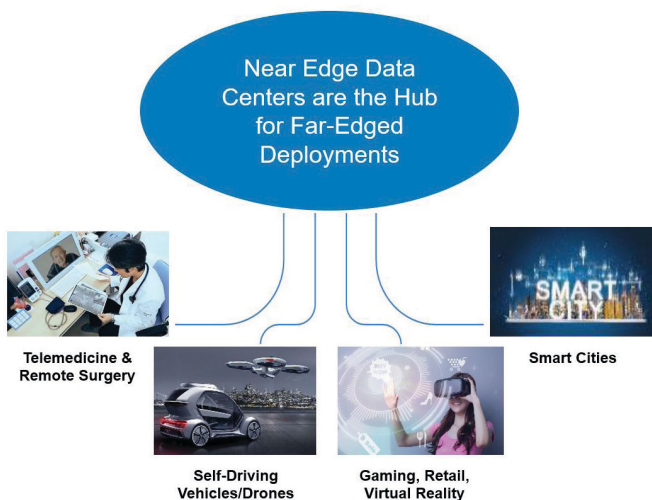 Near Edge Data
Centers are the Hub
for Far-Edged
Deployments
SMART
CITY
Telemedicine &
Remote Surgery
Smart Cities
Self-Driving
Vehicles/Drones
Gaming, Retail,
Virtual Reality